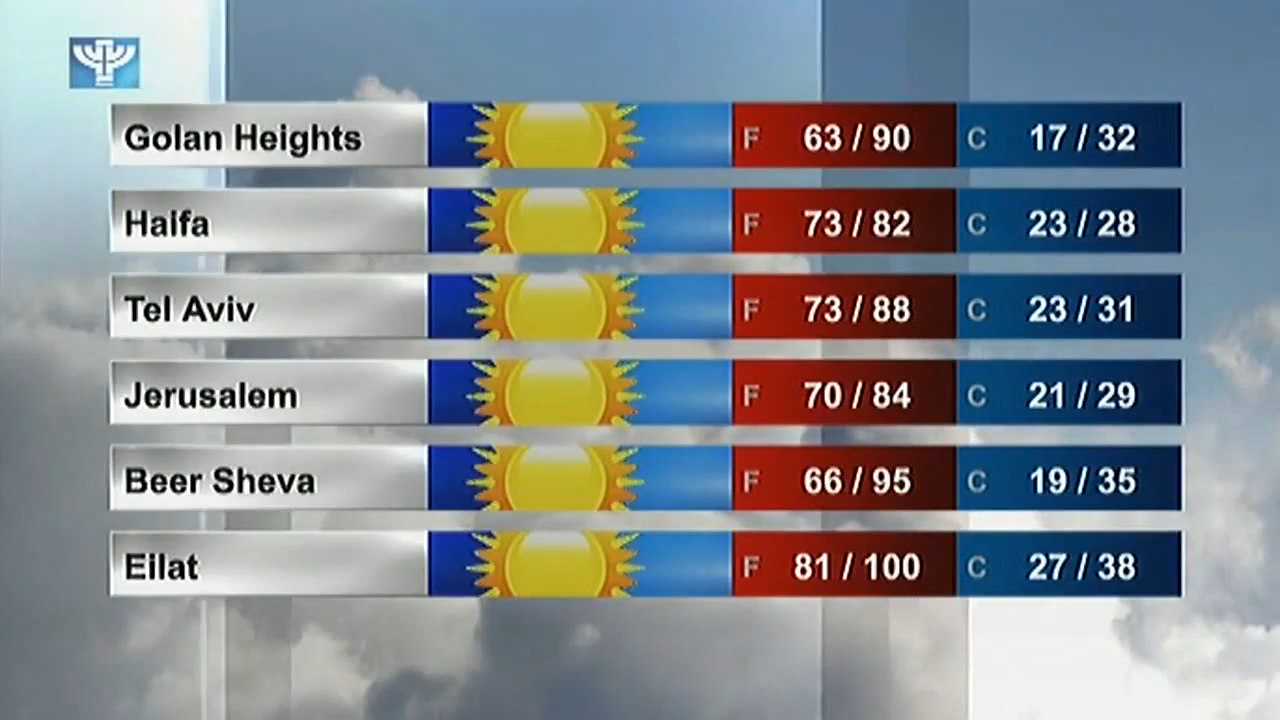 Golan Heights F 63 / 90 C 17 / 32
Haifa F 73 / 82 C 23 / 28
Tel Aviv F 73 / 88 C 23 / 31
Jerusalem F 70 / 84 C 21 / 29
Beer Sheva F 66 / 95 C 19 / 35
Eilat F 81 / 100 C 27 / 38